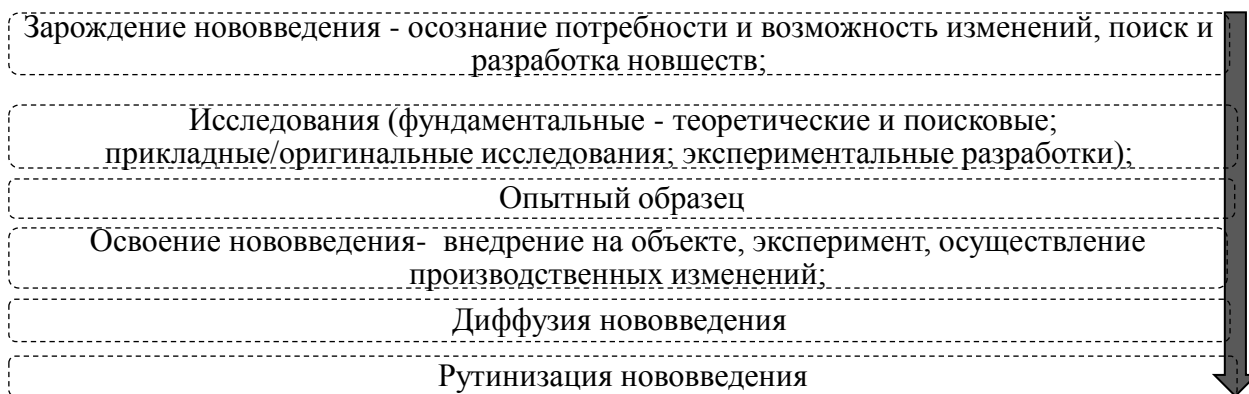 Зарождение нововведения - осознание потребности и возможность изменений, поиск и
разработка новшеств;
Исследования (фундаментальные - теоретические и поисковые;
прикладные/оригинальные исследования; экспериментальные разработки);
Опытный образец
Освоение нововведения- внедрение на объекте, эксперимент, осуществление
производственных изменений;
Диффузия нововведения
Рутинизация нововведения